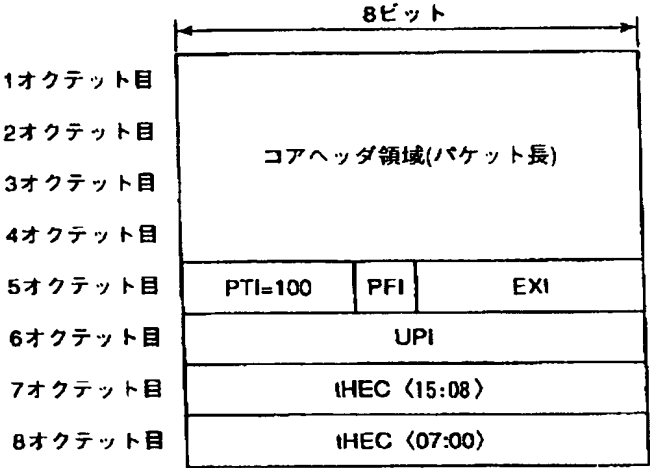 8ビット
1オクテット目
2オクテット目
コアヘッダ領域(パケット長)
3オクテット目
4オクテット目
5オクテット目 PTI=100 PFI EXI
6オクテット目 UPI
7オクテット目 tHEC〈15:08〉
8オクテット目 tHEC〈07:00〉